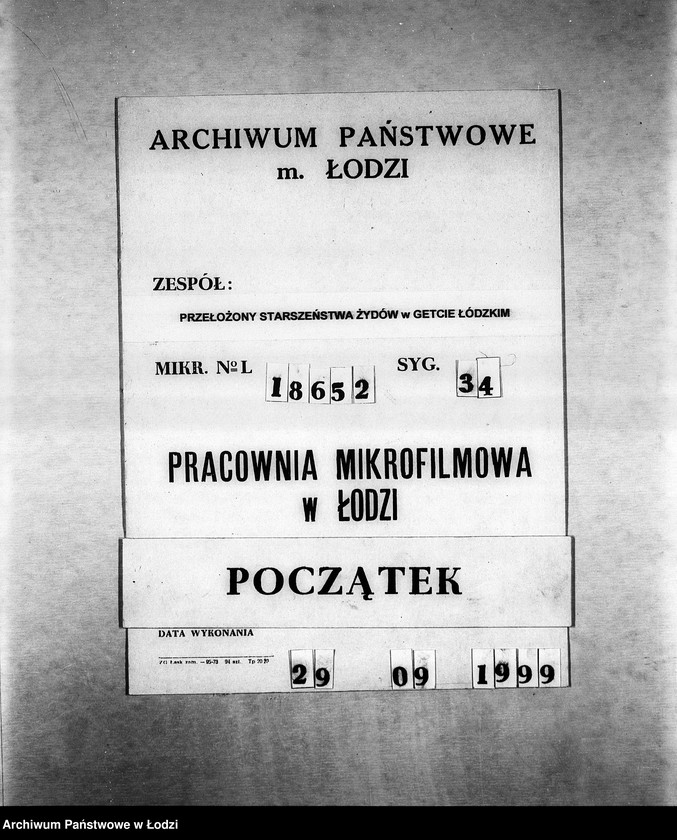 ARCHIWUM PAŃSTWOWE
m. ŁODZI
ZESPÓŁ:
PRZEŁOŻONY STARSZEŃSTWA ŻYDÓW w GETCIE ŁÓDZKIM
MIKR. № L 18652 SYG. 34
PRACOWNIA MIKROFILMOWA
w ŁODZI
POCZĄTEK
DATA WYKONANIA
29 09 1999
Archiwum Państwowe w Łodzi